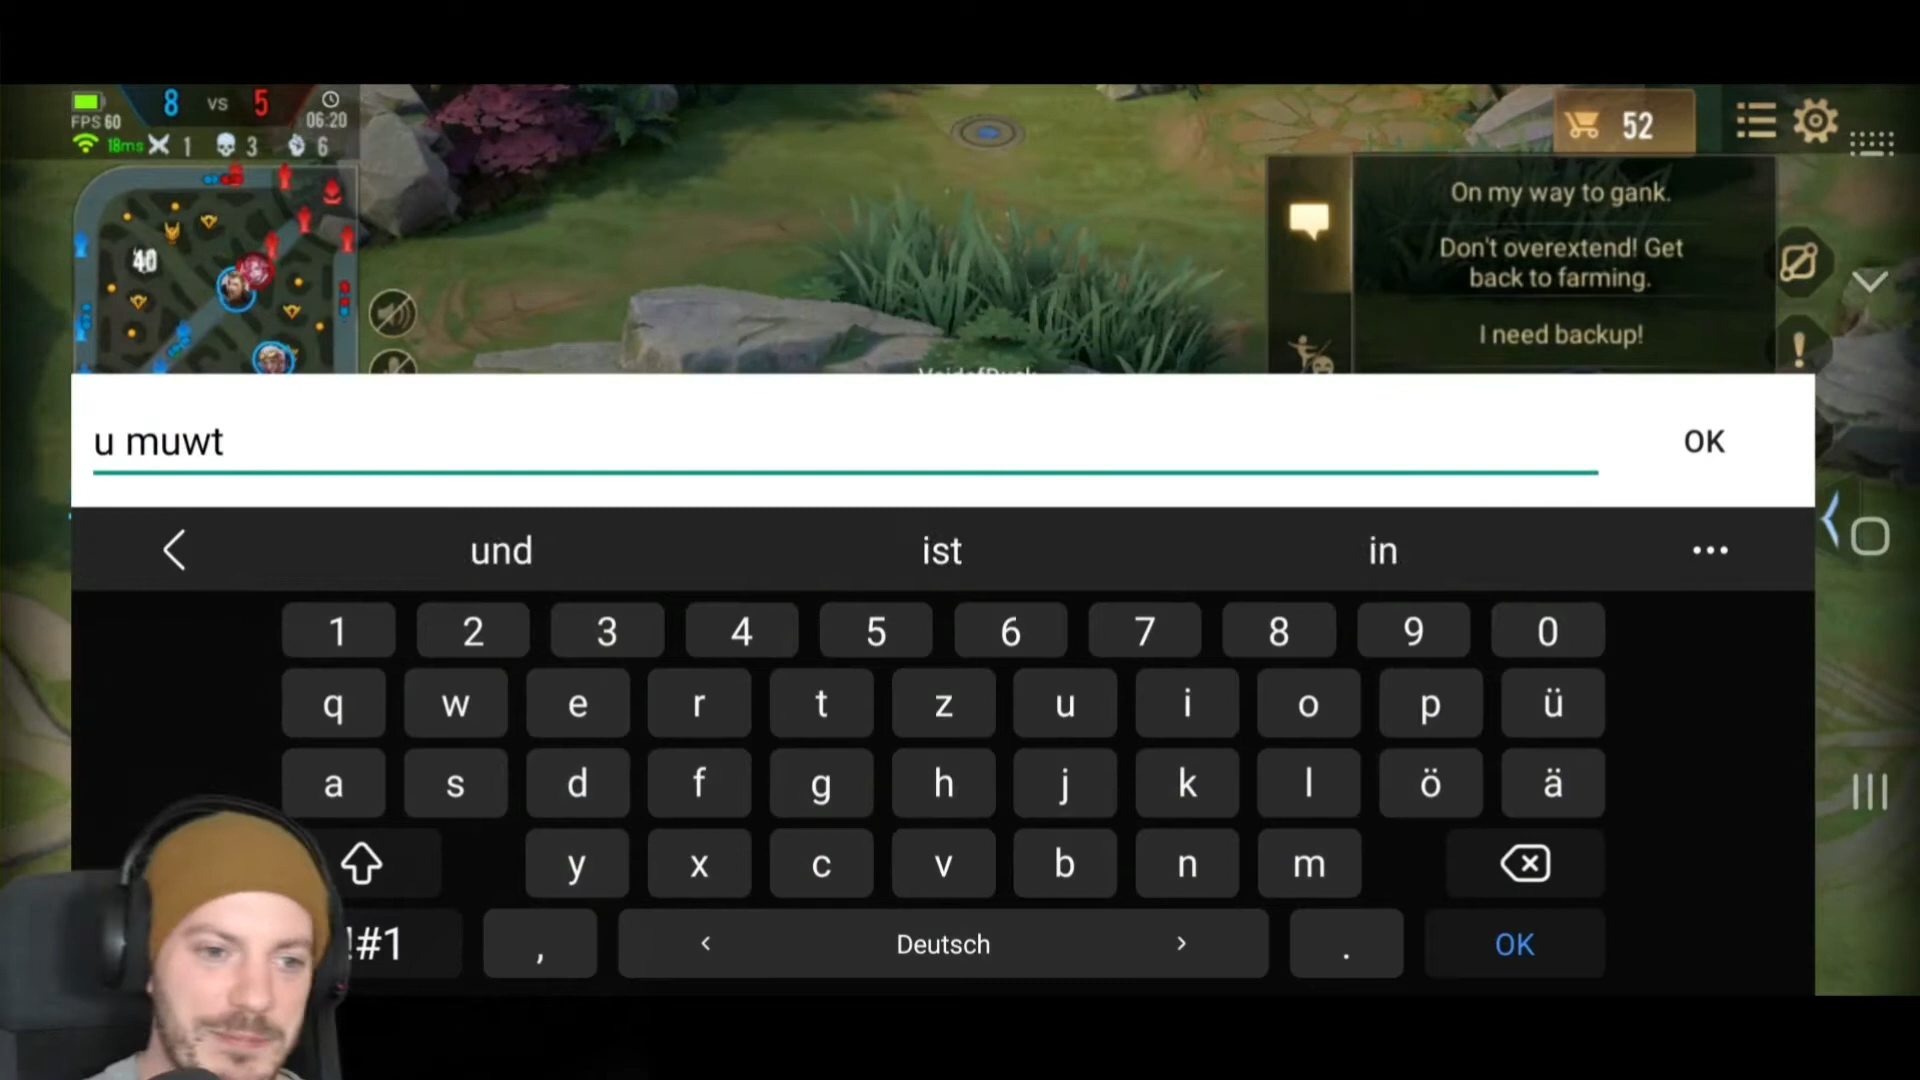 8 vs 5
FPS 60
06:20
18ms 1 3 6
52
40
On my way to gank.
Don't overextend! Get
back to farming.
I need backup!
u muwt
OK
und ist in
1 2 3 4 5 6 7 8 9 0
q w e r t z u i o p ü
a s d f g h j k l ö ä
y x c v b n m
!#1 , < Deutsch > . OK